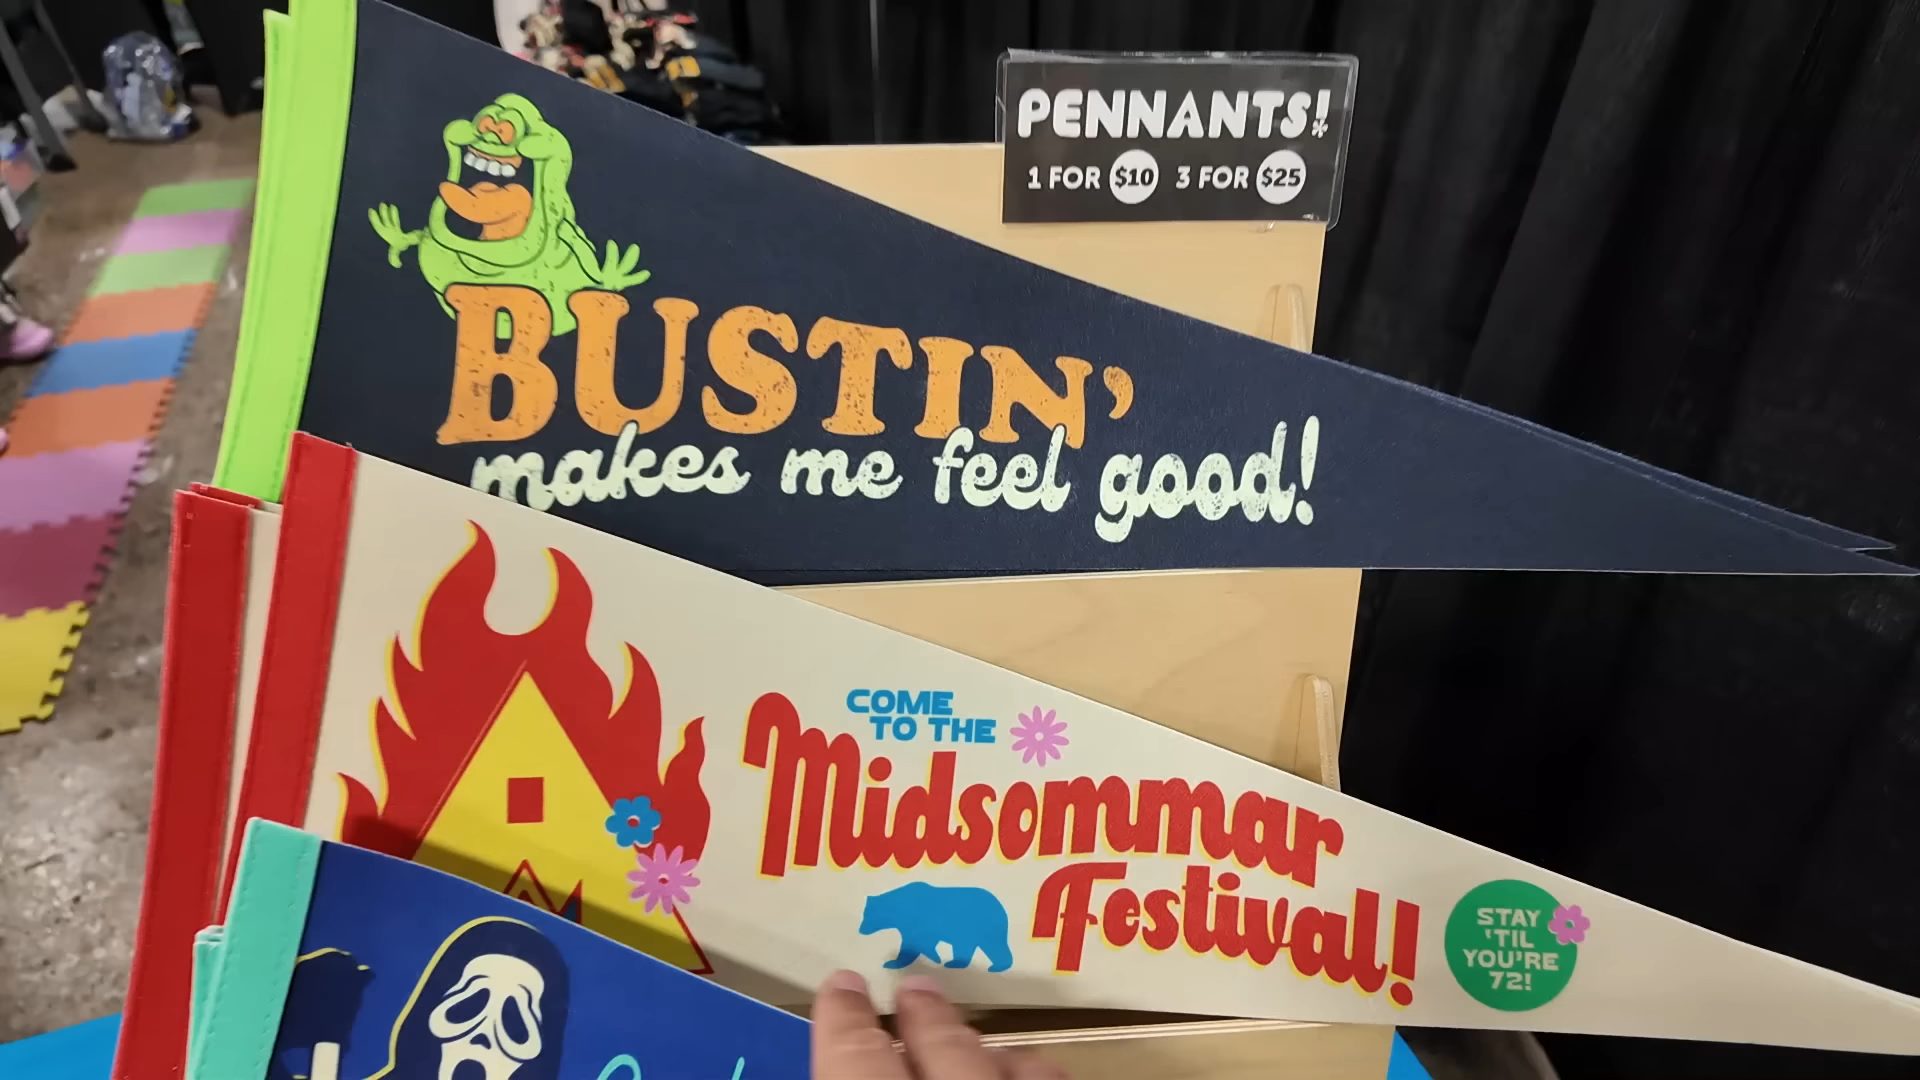 PENNANTS!
1 FOR $10 3 FOR $25
BUSTIN'
makes me feel good!
COME
TO THE
Midsommar
Festival!
STAY
'TIL
YOU'RE
72!